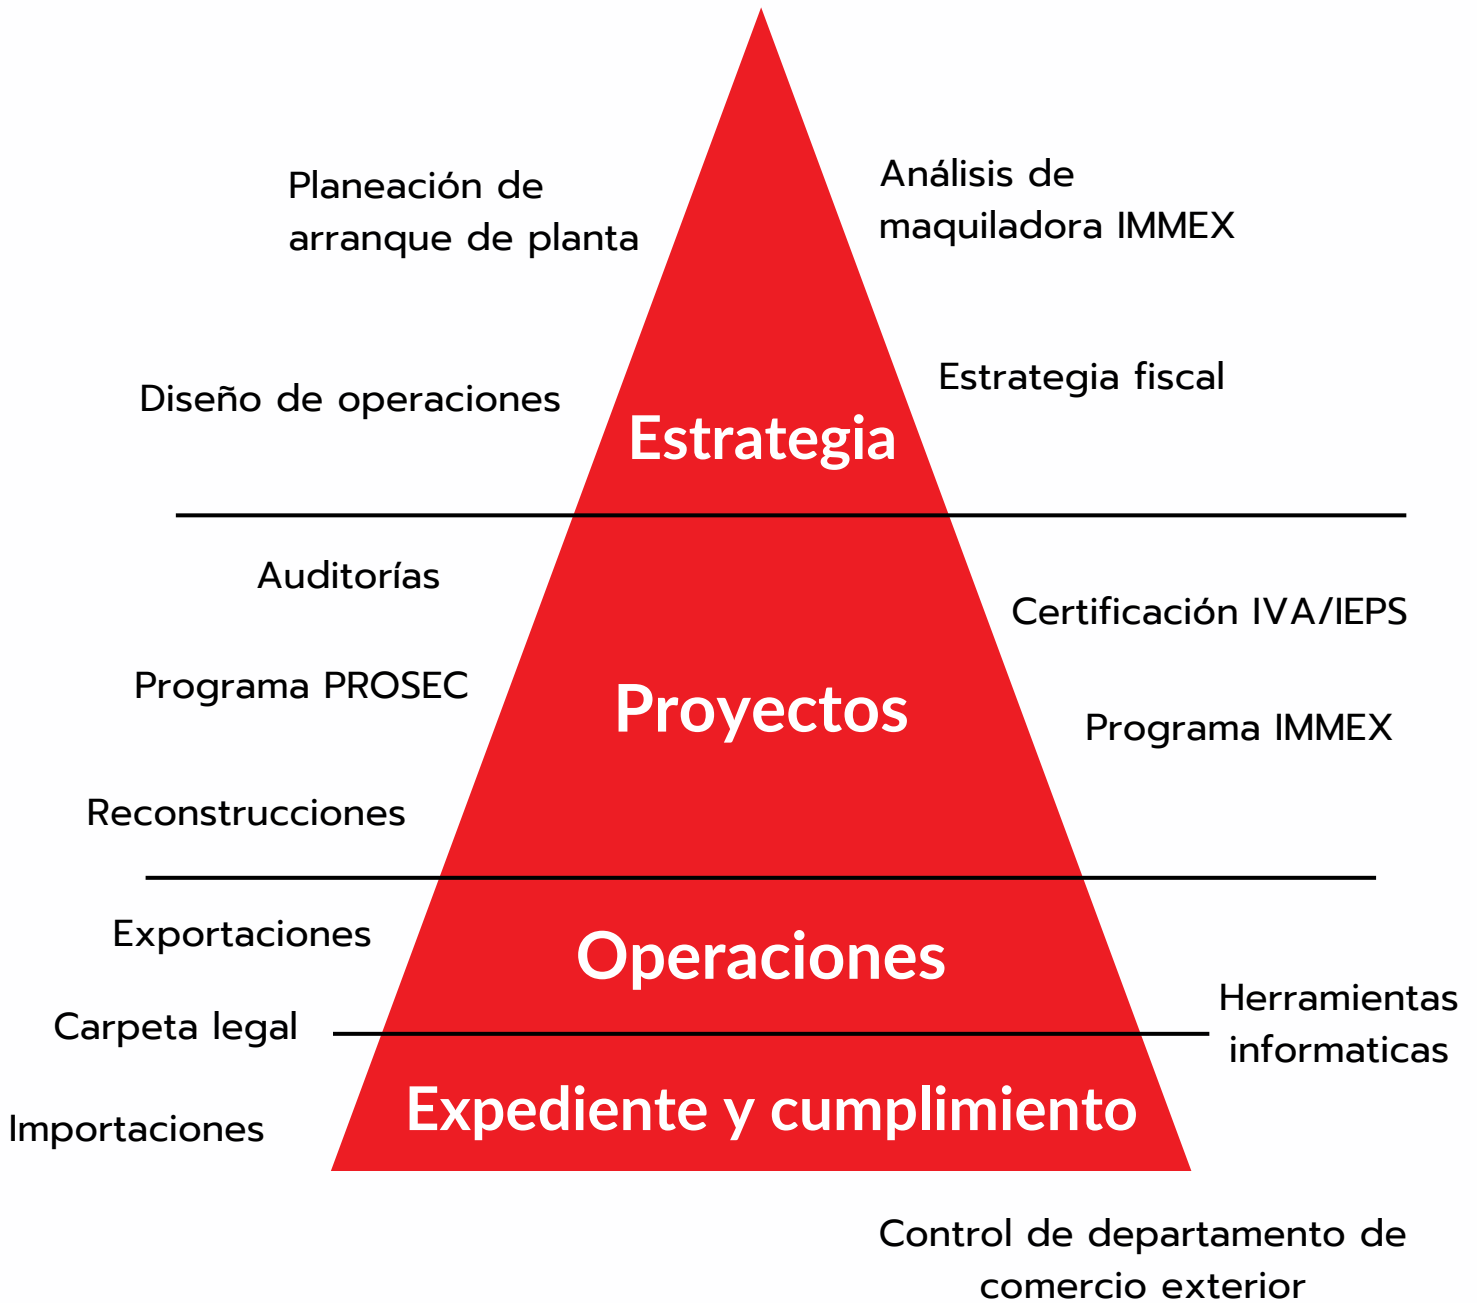 Planeación de
arranque de planta
Análisis de
maquiladora IMMEX
Diseño de operaciones
Estrategia fiscal
Estrategia
Auditorías
Certificación IVA/IEPS
Programa PROSEC
Proyectos
Programa IMMEX
Reconstrucciones
Exportaciones
Operaciones
Carpeta legal
Herramientas
informaticas
Importaciones
Expediente y cumplimiento
Control de departamento de
comercio exterior